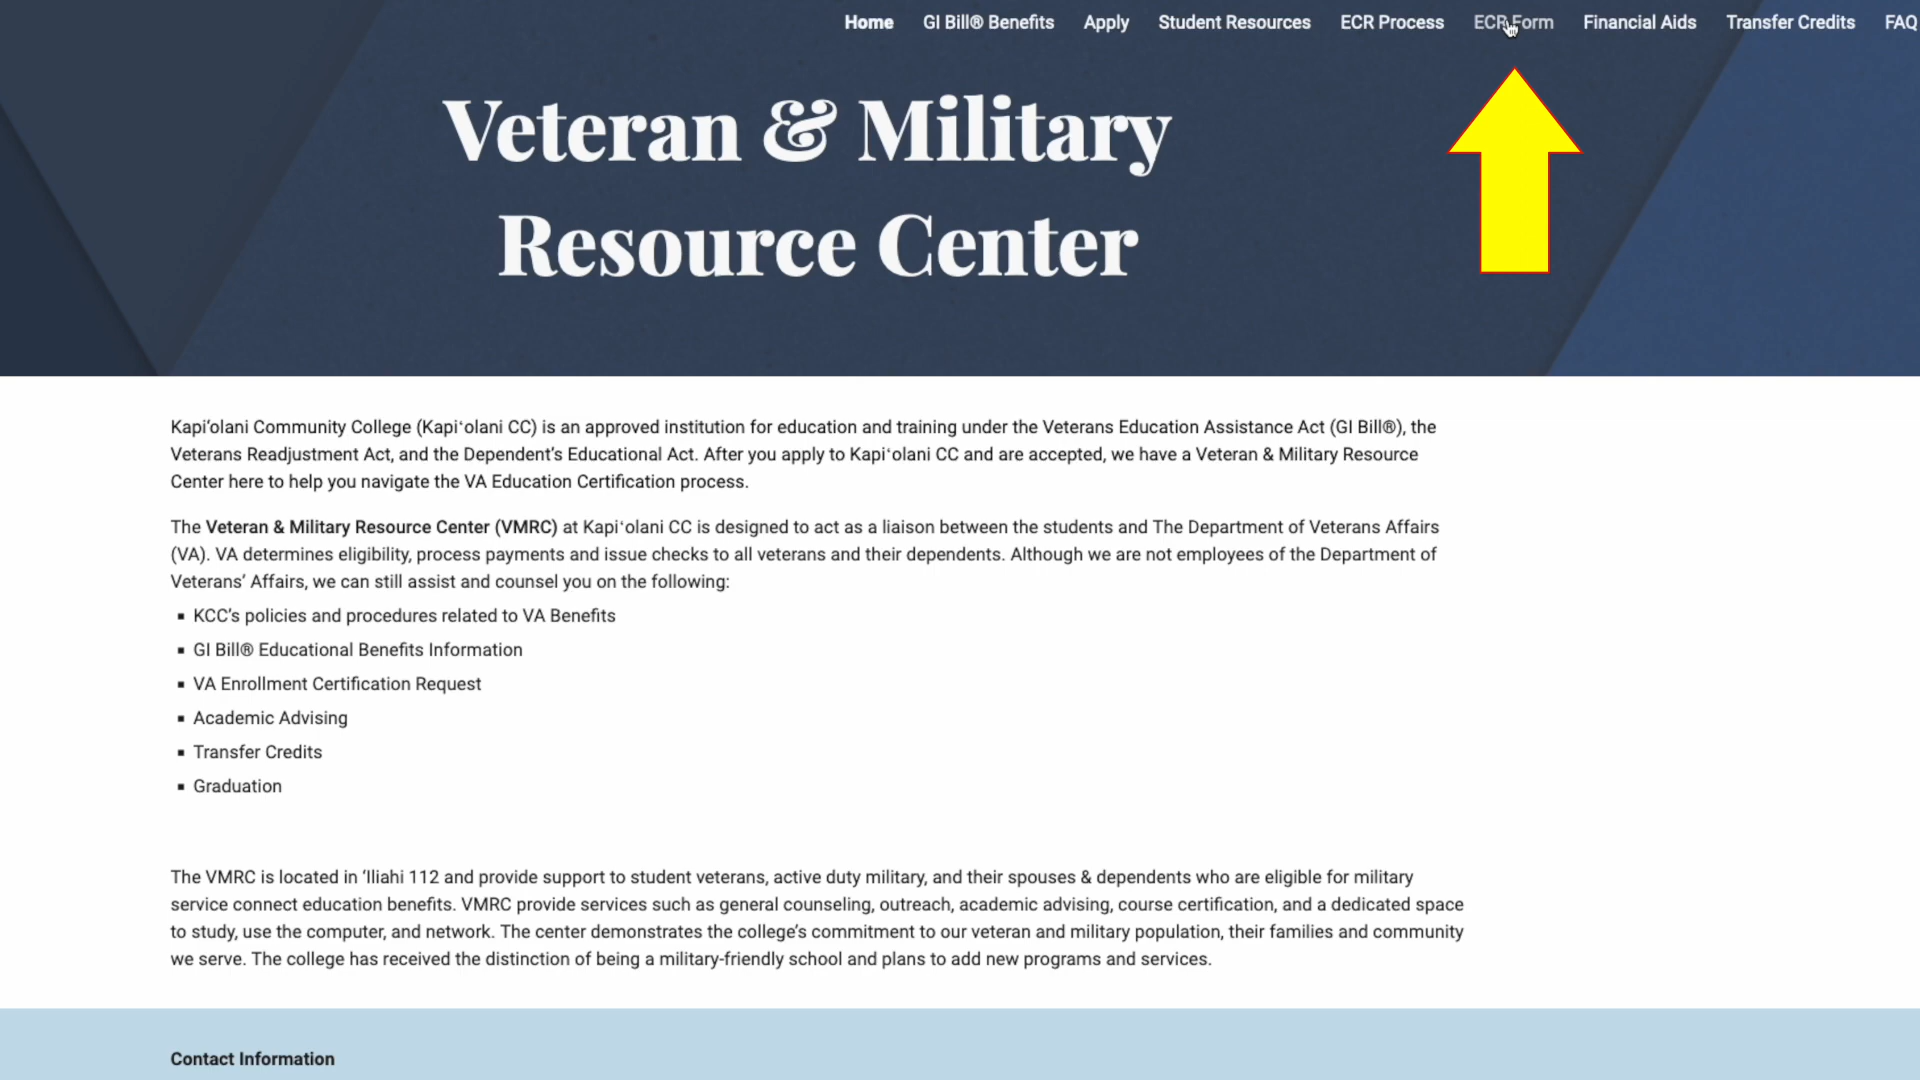 Home GI Bill® Benefits Apply Student Resources ECR Process ECR Form Financial Aids Transfer Credits FAQ
Veteran & Military
Resource Center
Kapiʻolani Community College (Kapiʻolani CC) is an approved institution for education and training under the Veterans Education Assistance Act (GI Bill®), the
Veterans Readjustment Act, and the Dependent’s Educational Act. After you apply to Kapiʻolani CC and are accepted, we have a Veteran & Military Resource
Center here to help you navigate the VA Education Certification process.
The Veteran & Military Resource Center (VMRC) at Kapiʻolani CC is designed to act as a liaison between the students and The Department of Veterans Affairs
(VA). VA determines eligibility, process payments and issue checks to all veterans and their dependents. Although we are not employees of the Department of
Veterans’ Affairs, we can still assist and counsel you on the following:
▪ KCC’s policies and procedures related to VA Benefits
▪ GI Bill® Educational Benefits Information
▪ VA Enrollment Certification Request
▪ Academic Advising
▪ Transfer Credits
▪ Graduation
The VMRC is located in ‘Iliahi 112 and provide support to student veterans, active duty military, and their spouses & dependents who are eligible for military
service connect education benefits. VMRC provide services such as general counseling, outreach, academic advising, course certification, and a dedicated space
to study, use the computer, and network. The center demonstrates the college’s commitment to our veteran and military population, their families and community
we serve. The college has received the distinction of being a military-friendly school and plans to add new programs and services.
Contact Information